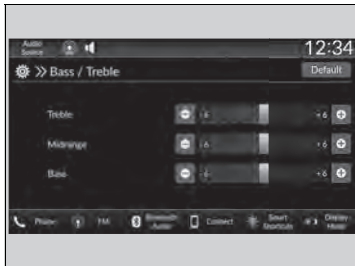 Audio
Source
12:34
Bass / Treble
Default
Treble
-6
+6
Midrange
-6
+6
Bass
-6
+6
Phone
FM
Bluetooth
Audio
Connect
Smart
Shortcuts
Display
Mode